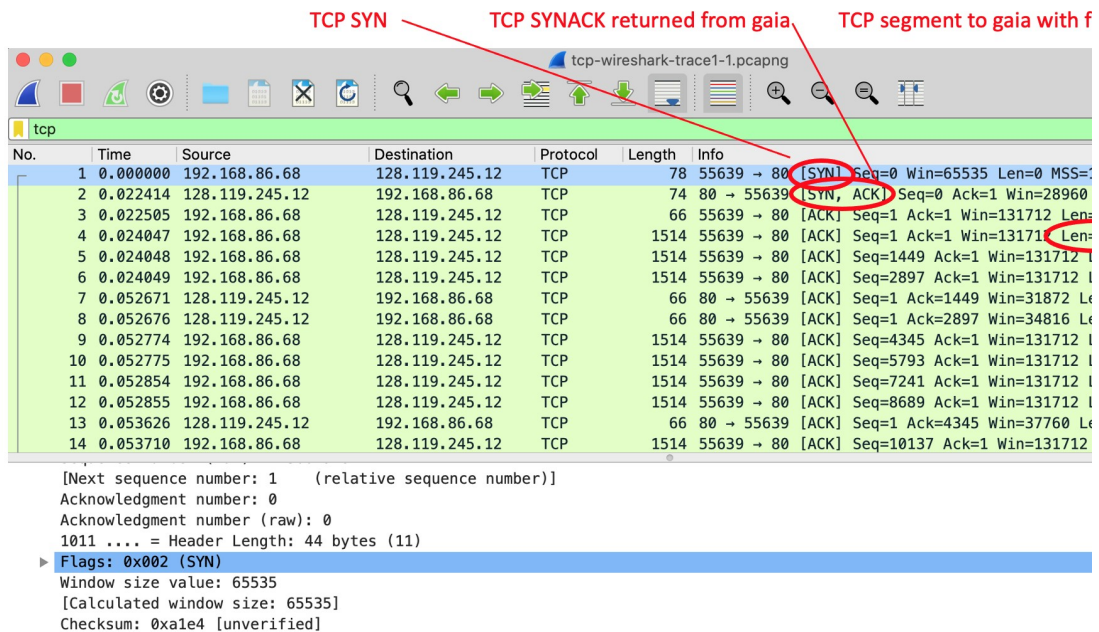 TCP SYN TCP SYNACK returned from gaia TCP segment to gaia with f
tcp-wireshark-trace1-1.pcapng
tcp
No. Time Source Destination Protocol Length Info
1 0.000000 192.168.86.68 128.119.245.12 TCP 78 55639 → 80 [SYN] Seq=0 Win=65535 Len=0 MSS=1
2 0.022414 128.119.245.12 192.168.86.68 TCP 74 80 → 55639 [SYN, ACK] Seq=0 Ack=1 Win=28960
3 0.022505 192.168.86.68 128.119.245.12 TCP 66 55639 → 80 [ACK] Seq=1 Ack=1 Win=131712 Len=
4 0.024047 192.168.86.68 128.119.245.12 TCP 1514 55639 → 80 [ACK] Seq=1 Ack=1 Win=131712 Len=
5 0.024048 192.168.86.68 128.119.245.12 TCP 1514 55639 → 80 [ACK] Seq=1449 Ack=1 Win=131712 L
6 0.024049 192.168.86.68 128.119.245.12 TCP 1514 55639 → 80 [ACK] Seq=2897 Ack=1 Win=131712 L
7 0.052671 128.119.245.12 192.168.86.68 TCP 66 80 → 55639 [ACK] Seq=1 Ack=1449 Win=31872 Le
8 0.052676 128.119.245.12 192.168.86.68 TCP 66 80 → 55639 [ACK] Seq=1 Ack=2897 Win=34816 Le
9 0.052774 192.168.86.68 128.119.245.12 TCP 1514 55639 → 80 [ACK] Seq=4345 Ack=1 Win=131712 L
10 0.052775 192.168.86.68 128.119.245.12 TCP 1514 55639 → 80 [ACK] Seq=5793 Ack=1 Win=131712 L
11 0.052854 192.168.86.68 128.119.245.12 TCP 1514 55639 → 80 [ACK] Seq=7241 Ack=1 Win=131712 L
12 0.052855 192.168.86.68 128.119.245.12 TCP 1514 55639 → 80 [ACK] Seq=8689 Ack=1 Win=131712 L
13 0.053626 128.119.245.12 192.168.86.68 TCP 66 80 → 55639 [ACK] Seq=1 Ack=4345 Win=37760 Le
14 0.053710 192.168.86.68 128.119.245.12 TCP 1514 55639 → 80 [ACK] Seq=10137 Ack=1 Win=131712
[Next sequence number: 1 (relative sequence number)]
Acknowledgment number: 0
Acknowledgment number (raw): 0
1011 .... = Header Length: 44 bytes (11)
Flags: 0x002 (SYN)
Window size value: 65535
[Calculated window size: 65535]
Checksum: 0xa1e4 [unverified]